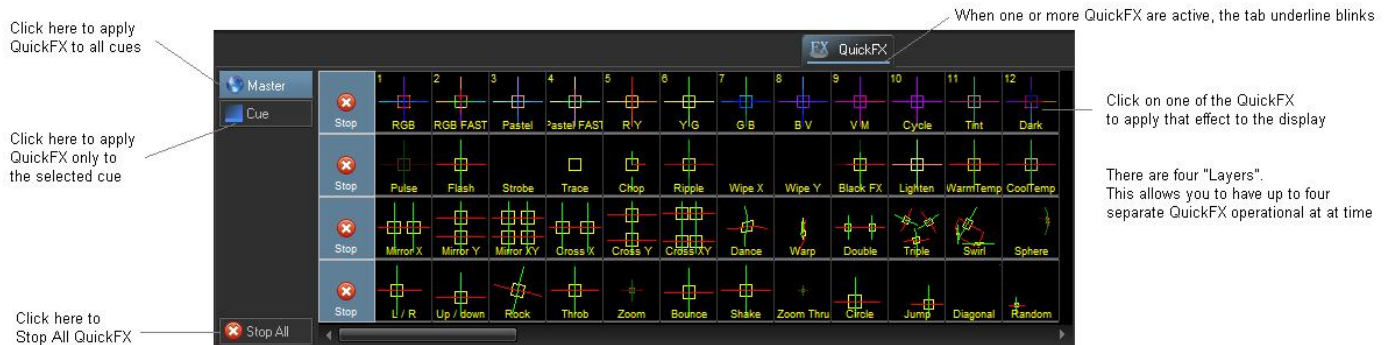 Click here to apply
QuickFX to all cues
When one or more QuickFX are active, the tab underline blinks
FX QuickFX
Master
Cue
Click here to apply
QuickFX only to
the selected cue
Click on one of the QuickFX
to apply that effect to the display
There are four "Layers".
This allows you to have up to four
separate QuickFX operational at at time
1 2 3 4 5 6 7 8 9 10 11 12
Stop RGB RGB FAST Pastel Pastel FAST R Y Y G G B B V V M Cycle Tint Dark
Stop Pulse Flash Strobe Trace Chop Ripple Wipe X Wipe Y Black FX Lighten WarmTemp CoolTemp
Stop Mirror X Mirror Y Mirror XY Cross X Cross Y Cross XY Dance Warp Double Triple Swirl Sphere
Stop L / R Up / down Rock Throb Zoom Bounce Shake Zoom Thru Circle Jump Diagonal Random
Click here to
Stop All QuickFX
Stop All